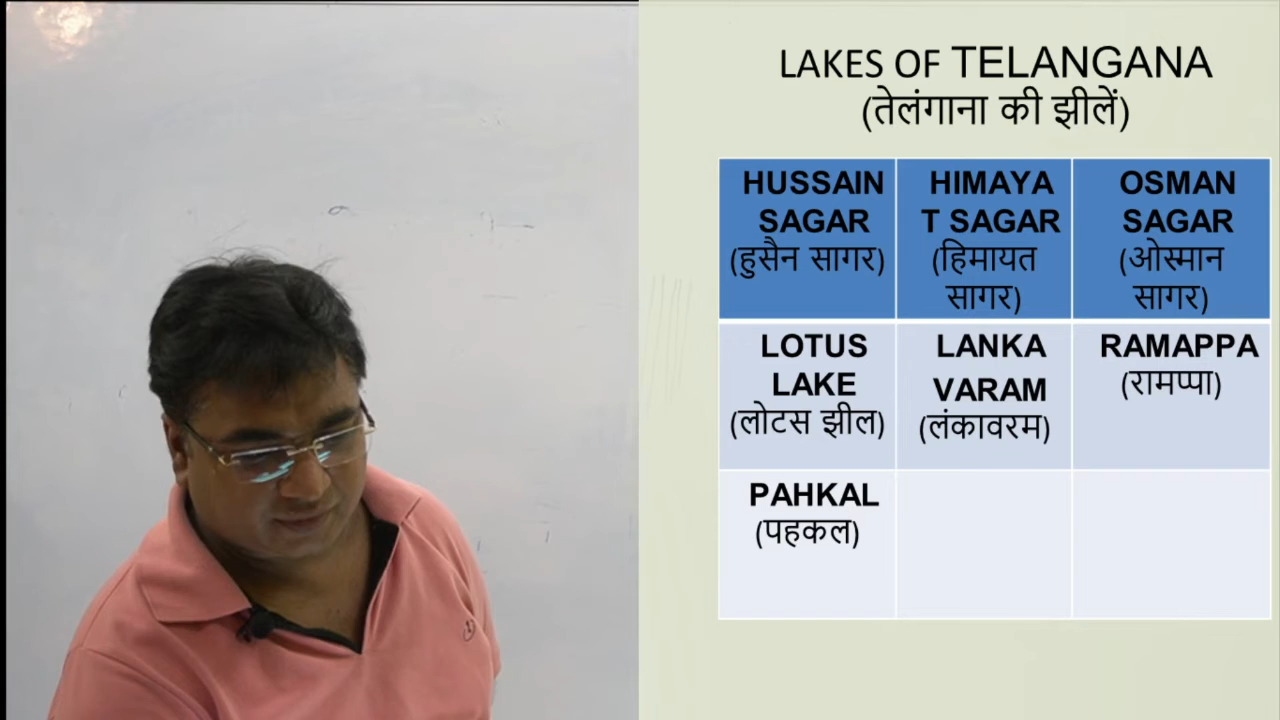 LAKES OF TELANGANA
(तेलंगाना की झीलें)
HUSSAIN
SAGAR
(हुसैन सागर)
HIMAYA
T SAGAR
(हिमायत
सागर)
OSMAN
SAGAR
(ओस्मान
सागर)
LOTUS
LAKE
(लोटस झील)
LANKA
VARAM
(लंकावरम)
RAMAPPA
(रामप्पा)
PAHKAL
(पहकल)